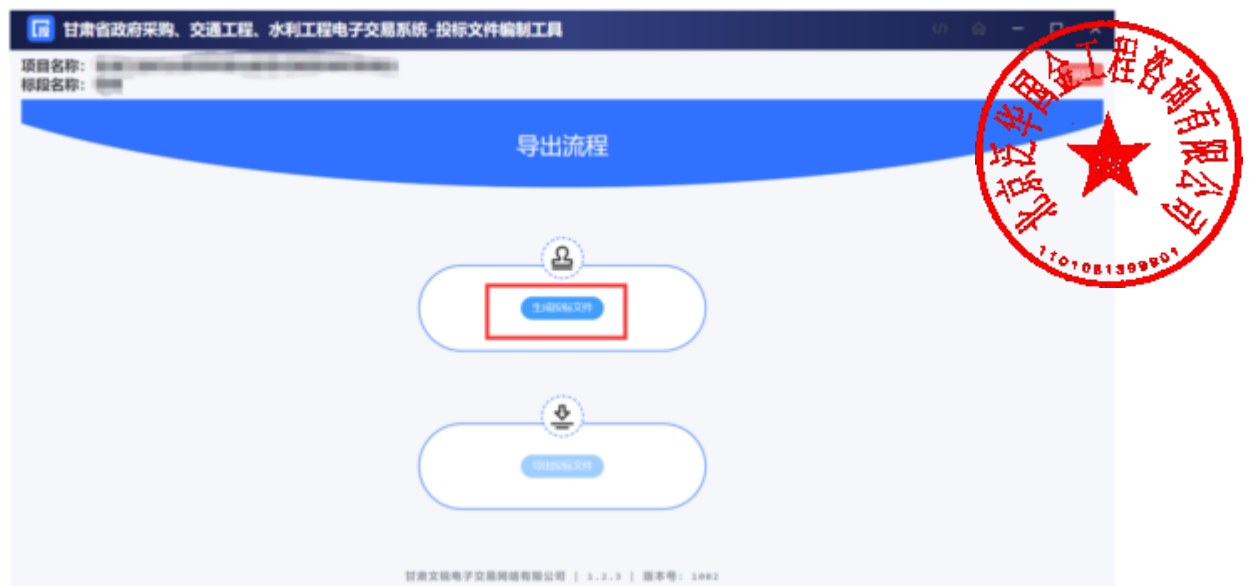 投 甘肃省政府采购、交通工程、水利工程电子交易系统-投标文件编制工具
项目名称：
标段名称：
导出流程
生成投标文件
导出投标文件
甘肃文锐电子交易网络有限公司 | 1.2.3 | 版本号: 1002
北京泛华国金工程咨询有限公司